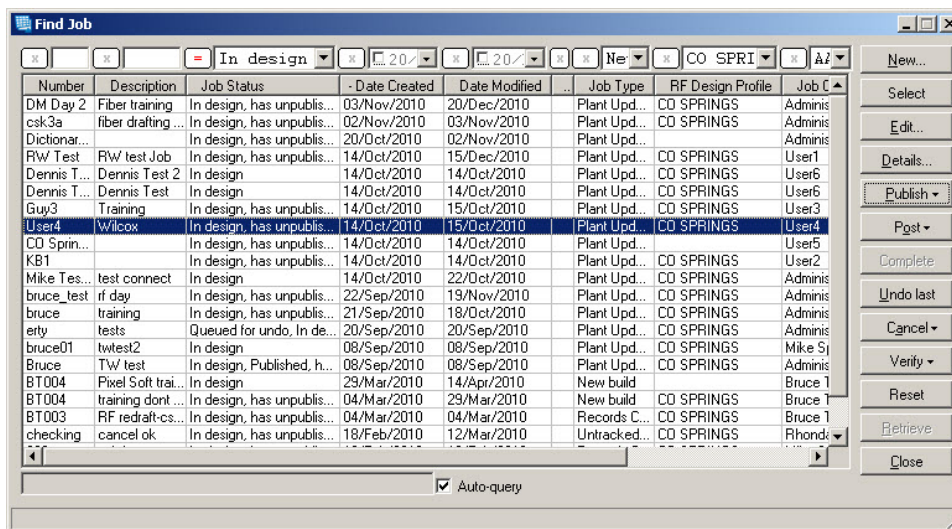 Find Job
x x = In design x 20/ x 20/ x x Ne x CO SPRI x
Number Description Job Status - Date Created Date Modified .. Job Type RF Design Profile Job
DM Day 2 Fiber training In design, has unpublis... 03/Nov/2010 20/Dec/2010 Plant Upd... CO SPRINGS Adminis
csk3a fiber drafting ... In design, has unpublis... 02/Nov/2010 03/Nov/2010 Plant Upd... CO SPRINGS Adminis
Dictionar... In design, has unpublis... 20/Oct/2010 02/Nov/2010 Plant Upd... Adminis
RW Test RW test Job In design, has unpublis... 14/Oct/2010 15/Dec/2010 Plant Upd... CO SPRINGS User1
Dennis T... Dennis Test 2 In design 14/Oct/2010 14/Oct/2010 Plant Upd... CO SPRINGS User6
Dennis T... Dennis Test In design 14/Oct/2010 14/Oct/2010 Plant Upd... CO SPRINGS User6
Guy3 Training In design, has unpublis... 14/Oct/2010 14/Oct/2010 Plant Upd... CO SPRINGS User3
User4 Wilcox In design, has unpublis... 14/Oct/2010 15/Oct/2010 Plant Upd... CO SPRINGS User4
CO Sprin... In design, has unpublis... 14/Oct/2010 14/Oct/2010 Plant Upd... User5
KB1 In design, has unpublis... 14/Oct/2010 14/Oct/2010 Plant Upd... CO SPRINGS User2
Mike Tes... test connect In design 14/Oct/2010 22/Oct/2010 Plant Upd... CO SPRINGS Adminis
bruce_test rf day In design, has unpublis... 22/Sep/2010 19/Nov/2010 Plant Upd... CO SPRINGS Adminis
bruce training In design, has unpublis... 21/Sep/2010 18/Oct/2010 Plant Upd... CO SPRINGS Adminis
erty tests Queued for undo, In de... 20/Sep/2010 20/Sep/2010 Plant Upd... CO SPRINGS Adminis
bruce01 twtest2 In design 08/Sep/2010 08/Sep/2010 Plant Upd... CO SPRINGS Mike
Bruce TW test In design, Published, h... 08/Sep/2010 08/Sep/2010 Plant Upd... CO SPRINGS Adminis
BT004 Pixel Soft trai... In design 29/Mar/2010 14/Apr/2010 New build Bruce
BT004 training dont ... In design, has unpublis... 04/Mar/2010 29/Mar/2010 New build CO SPRINGS Bruce
BT003 RF redraft-cs... In design, has unpublis... 04/Mar/2010 04/Mar/2010 Records C... CO SPRINGS Bruce
checking cancel ok In design, has unpublis... 18/Feb/2010 12/Mar/2010 Untracked... CO SPRINGS Rhonda
Auto-query
New...
Select
Edit...
Details...
Publish
Post
Complete
Undo last
Cancel
Verify
Reset
Retrieve
Close